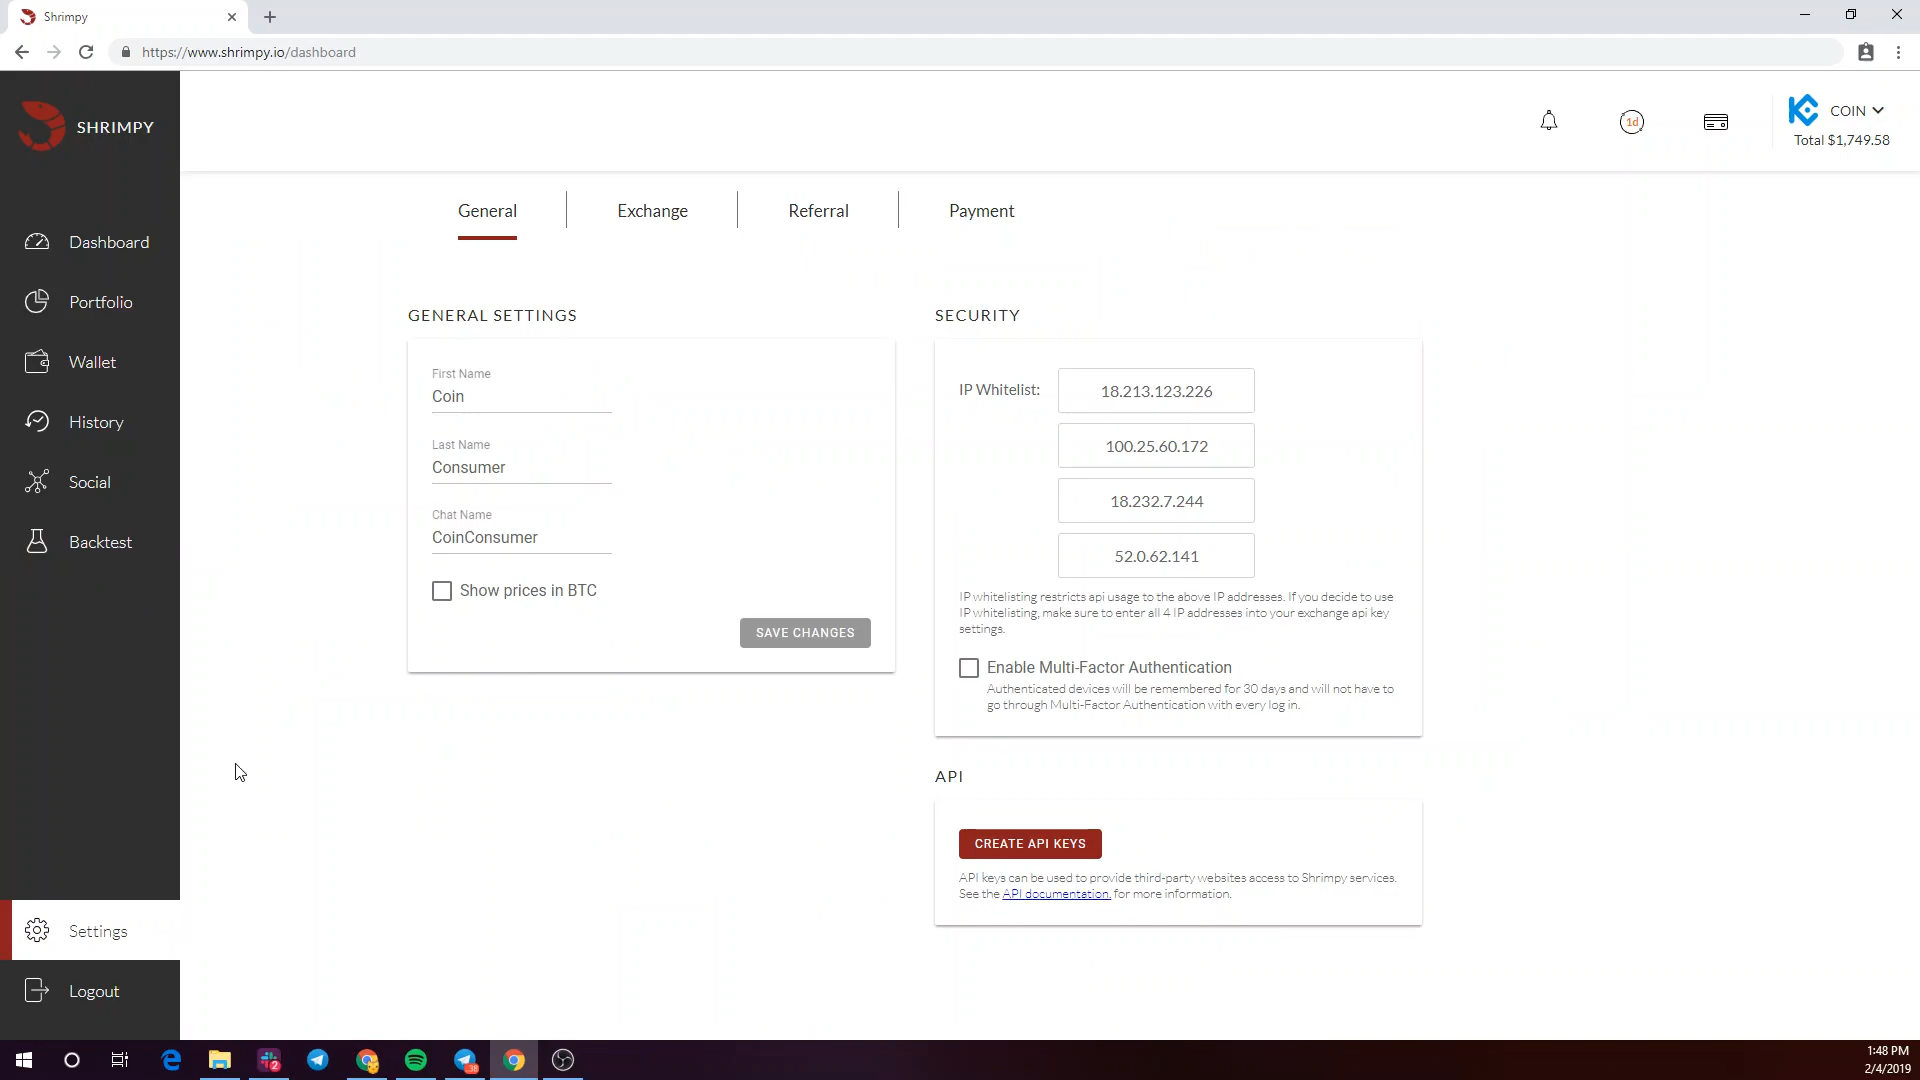 Shrimpy
https://www.shrimpy.io/dashboard
SHRIMPY
1d
COIN
Total $1,749.58
General
Exchange
Referral
Payment
Dashboard
Portfolio
Wallet
History
Social
Backtest
Settings
Logout
GENERAL SETTINGS
First Name
Coin
Last Name
Consumer
Chat Name
CoinConsumer
Show prices in BTC
SAVE CHANGES
SECURITY
IP Whitelist:
18.213.123.226
100.25.60.172
18.232.7.244
52.0.62.141
IP whitelisting restricts api usage to the above IP addresses. If you decide to use
IP whitelisting, make sure to enter all 4 IP addresses into your exchange api key
settings.
Enable Multi-Factor Authentication
Authenticated devices will be remembered for 30 days and will not have to
go through Multi-Factor Authentication with every log in.
API
CREATE API KEYS
API keys can be used to provide third-party websites access to Shrimpy services.
See the API documentation. for more information.
2
38
1:48 PM
2/4/2019